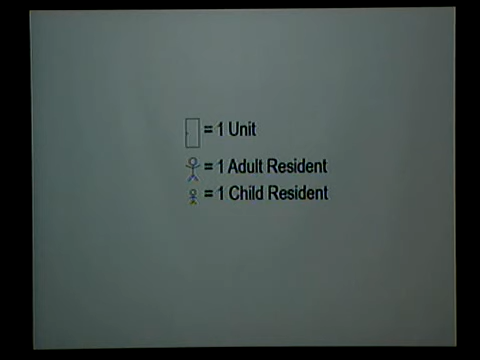 = 1 Unit
= 1 Adult Resident
= 1 Child Resident